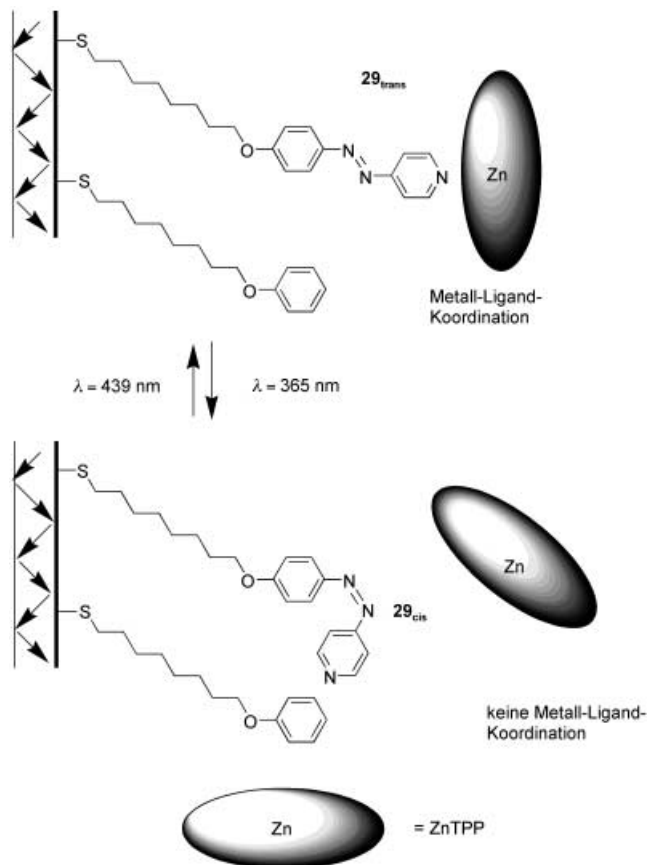 S
29trans
O
N
N
N
Zn
S
O
Metall-Ligand-
Koordination
λ = 439 nm
λ = 365 nm
S
Zn
O
N
N
29cis
S
N
O
keine Metall-Ligand-
Koordination
Zn
= ZnTPP